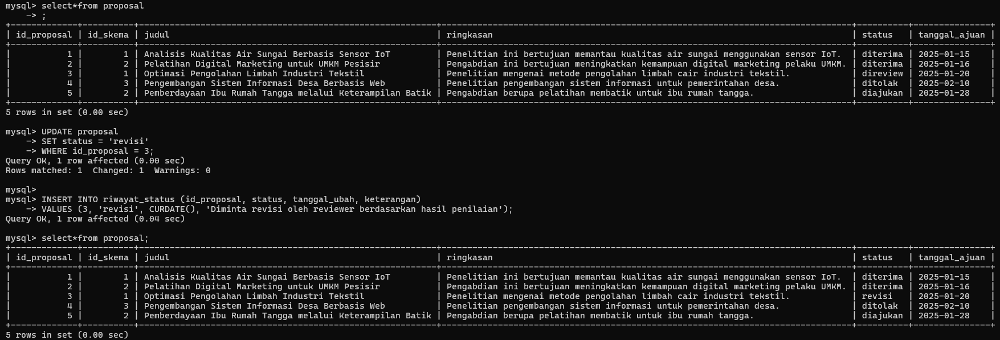 mysql> select*from proposal
    -> ;
+-------------+----------+----------------------------------------------------------+--------------------------------------------------------------------------------+----------+---------------+
| id_proposal | id_skema | judul                                                    | ringkasan                                                                      | status   | tanggal_ajuan |
+-------------+----------+----------------------------------------------------------+--------------------------------------------------------------------------------+----------+---------------+
|           1 |        1 | Analisis Kualitas Air Sungai Berbasis Sensor IoT         | Penelitian ini bertujuan memantau kualitas air sungai menggunakan sensor IoT.  | diterima | 2025-01-15    |
|           2 |        2 | Pelatihan Digital Marketing untuk UMKM Pesisir           | Pengabdian ini bertujuan meningkatkan kemampuan digital marketing pelaku UMKM. | diterima | 2025-01-16    |
|           3 |        1 | Optimasi Pengolahan Limbah Industri Tekstil              | Penelitian mengenai metode pengolahan limbah cair industri tekstil.            | direview | 2025-01-20    |
|           4 |        3 | Pengembangan Sistem Informasi Desa Berbasis Web          | Penelitian pengembangan sistem informasi untuk pemerintahan desa.              | ditolak  | 2025-02-10    |
|           5 |        2 | Pemberdayaan Ibu Rumah Tangga melalui Keterampilan Batik | Pengabdian berupa pelatihan membatik untuk ibu rumah tangga.                   | diajukan | 2025-01-28    |
+-------------+----------+----------------------------------------------------------+--------------------------------------------------------------------------------+----------+---------------+
5 rows in set (0.00 sec)

mysql> UPDATE proposal
    -> SET status = 'revisi'
    -> WHERE id_proposal = 3;
Query OK, 1 row affected (0.00 sec)
Rows matched: 1  Changed: 1  Warnings: 0

mysql>
mysql> INSERT INTO riwayat_status (id_proposal, status, tanggal_ubah, keterangan)
    -> VALUES (3, 'revisi', CURDATE(), 'Diminta revisi oleh reviewer berdasarkan hasil penilaian');
Query OK, 1 row affected (0.04 sec)

mysql> select*from proposal;
+-------------+----------+----------------------------------------------------------+--------------------------------------------------------------------------------+----------+---------------+
| id_proposal | id_skema | judul                                                    | ringkasan                                                                      | status   | tanggal_ajuan |
+-------------+----------+----------------------------------------------------------+--------------------------------------------------------------------------------+----------+---------------+
|           1 |        1 | Analisis Kualitas Air Sungai Berbasis Sensor IoT         | Penelitian ini bertujuan memantau kualitas air sungai menggunakan sensor IoT.  | diterima | 2025-01-15    |
|           2 |        2 | Pelatihan Digital Marketing untuk UMKM Pesisir           | Pengabdian ini bertujuan meningkatkan kemampuan digital marketing pelaku UMKM. | diterima | 2025-01-16    |
|           3 |        1 | Optimasi Pengolahan Limbah Industri Tekstil              | Penelitian mengenai metode pengolahan limbah cair industri tekstil.            | revisi   | 2025-01-20    |
|           4 |        3 | Pengembangan Sistem Informasi Desa Berbasis Web          | Penelitian pengembangan sistem informasi untuk pemerintahan desa.              | ditolak  | 2025-02-10    |
|           5 |        2 | Pemberdayaan Ibu Rumah Tangga melalui Keterampilan Batik | Pengabdian berupa pelatihan membatik untuk ibu rumah tangga.                   | diajukan | 2025-01-28    |
+-------------+----------+----------------------------------------------------------+--------------------------------------------------------------------------------+----------+---------------+
5 rows in set (0.00 sec)